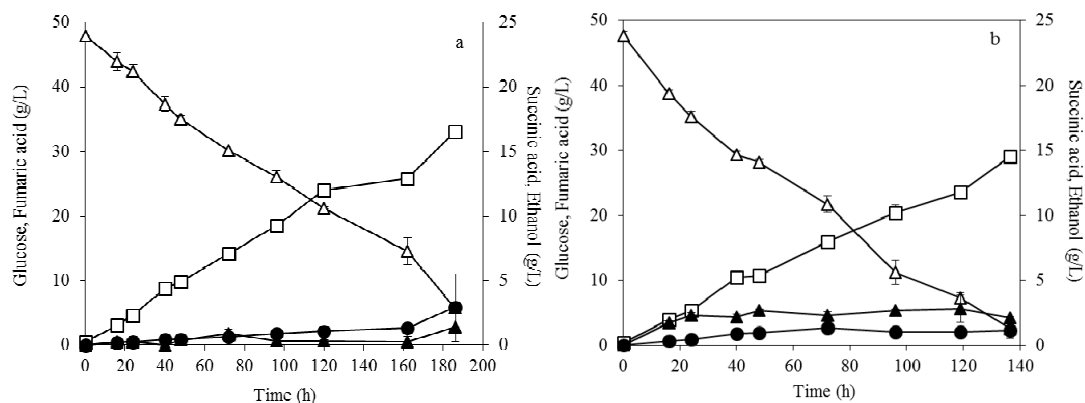 50
40
30
20
10
0
Glucose, Fumaric acid (g/L)
a
25
20
15
10
5
0
Succinic acid, Ethanol
(g/L)
0 20 40 60 80 100 120 140 160 180 200
Time (h)
50
40
30
20
10
0
Glucose, Fumaric acid (g/L)
b
25
20
15
10
5
0
Succinic acid, Ethanol
(g/L)
0 20 40 60 80 100 120 140
Time (h)